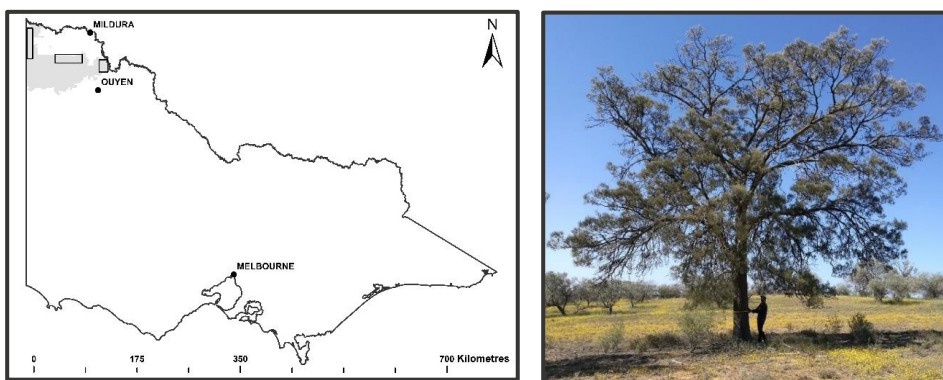 MILDURA
N
OUYEN
MELBOURNE
0 175 350 700 Kilometres